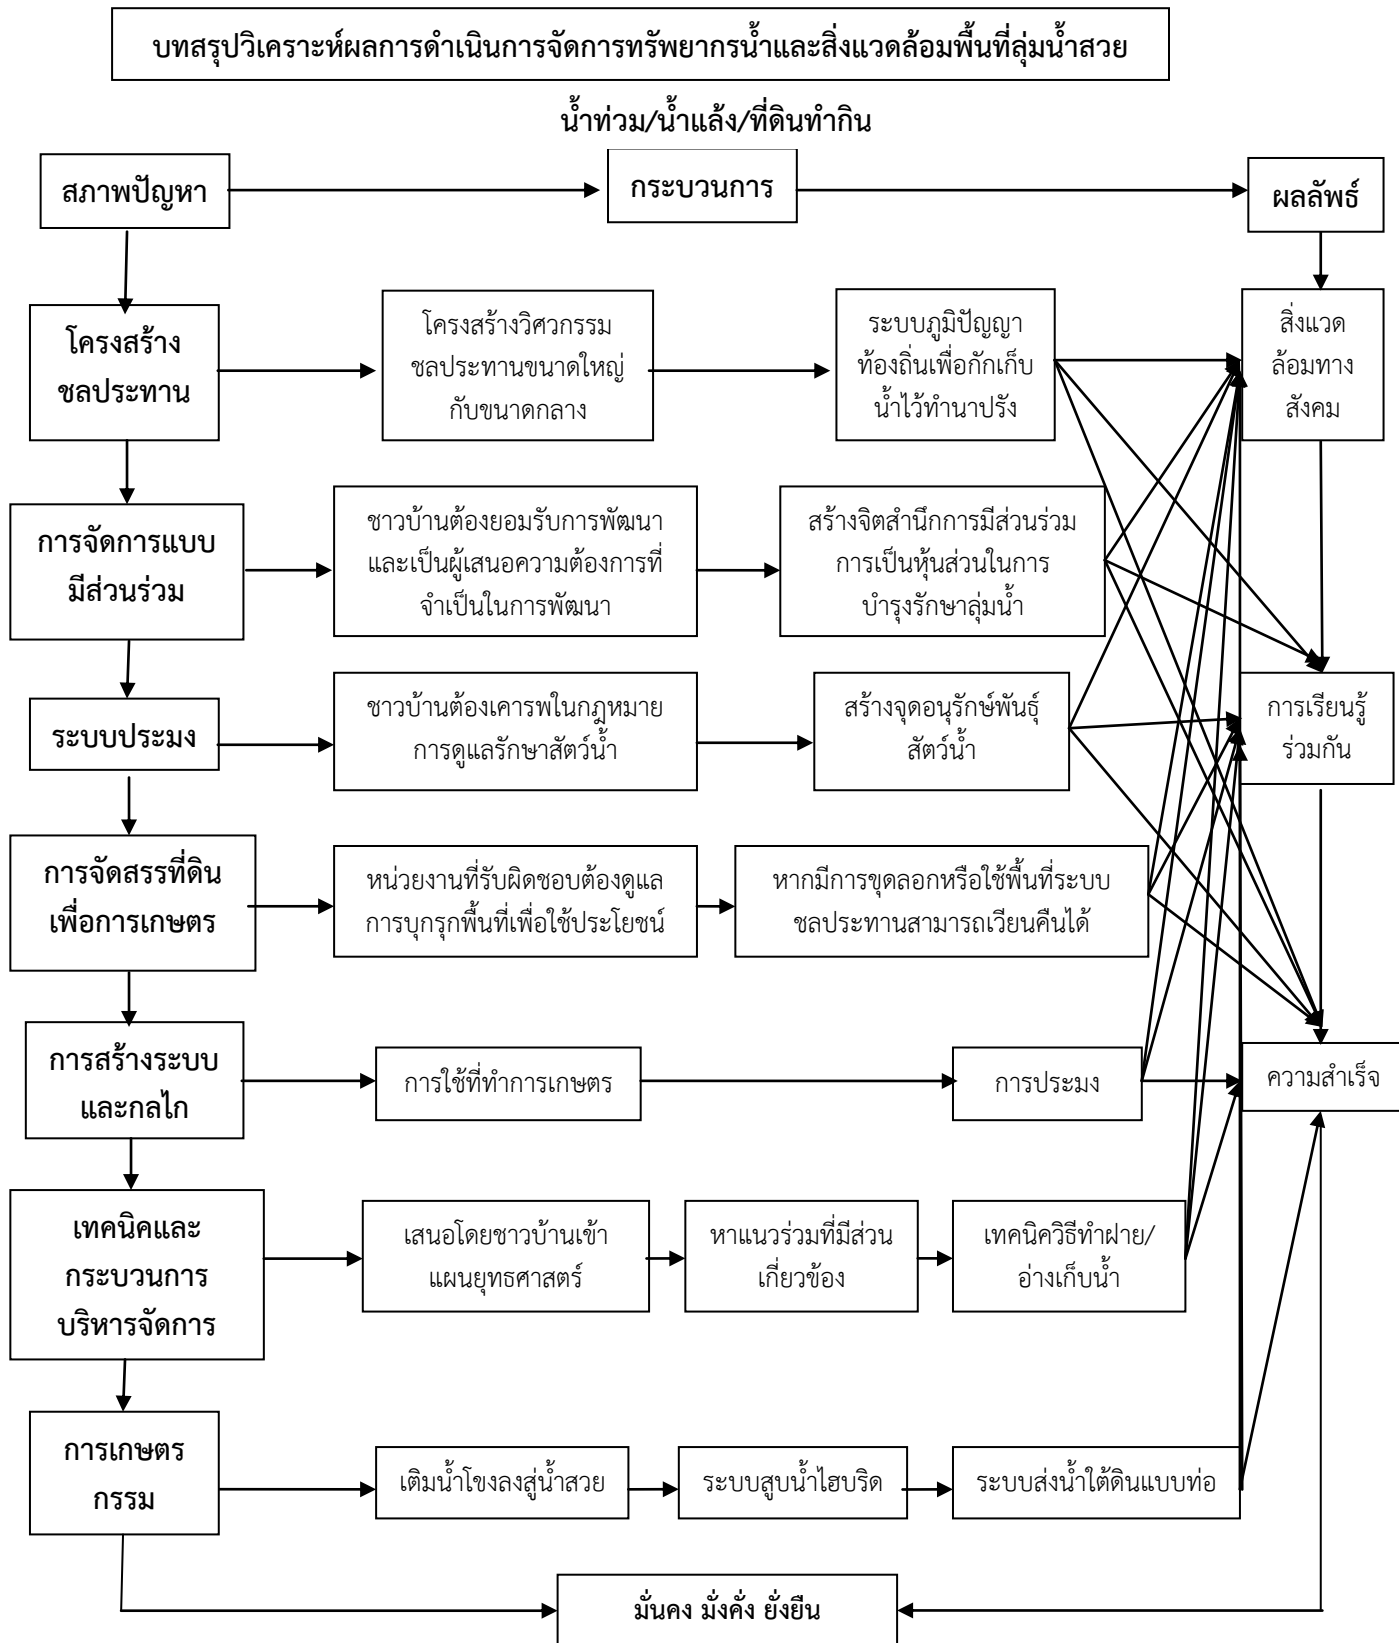 บทสรุปวิเคราะห์ผลการดำเนินการจัดการทรัพยากรน้ำและสิ่งแวดล้อมพื้นที่ลุ่มน้ำสวย
น้ำท่วม/น้ำแล้ง/ที่ดินทำกิน
สภาพปัญหา
กระบวนการ
ผลลัพธ์
โครงสร้าง
ชลประทาน
โครงสร้างวิศวกรรม
ชลประทานขนาดใหญ่
กับขนาดกลาง
ระบบภูมิปัญญา
ท้องถิ่นเพื่อกักเก็บ
น้ำไว้ทำนาปรัง
สิ่งแวด
ล้อมทาง
สังคม
การจัดการแบบ
มีส่วนร่วม
ชาวบ้านต้องยอมรับการพัฒนา
และเป็นผู้เสนอความต้องการที่
จำเป็นในการพัฒนา
สร้างจิตสำนึกการมีส่วนร่วม
การเป็นหุ้นส่วนในการ
บำรุงรักษาลุ่มน้ำ
ระบบประมง
ชาวบ้านต้องเคารพในกฎหมาย
การดูแลรักษาสัตว์น้ำ
สร้างจุดอนุรักษ์พันธุ์
สัตว์น้ำ
การเรียนรู้
ร่วมกัน
การจัดสรรที่ดิน
เพื่อการเกษตร
หน่วยงานที่รับผิดชอบต้องดูแล
การบุกรุกพื้นที่เพื่อใช้ประโยชน์
หากมีการขุดลอกหรือใช้พื้นที่ระบบ
ชลประทานสามารถเวียนคืนได้
การสร้างระบบ
และกลไก
การใช้ที่ทำการเกษตร
การประมง
ความสำเร็จ
เทคนิคและ
กระบวนการ
บริหารจัดการ
เสนอโดยชาวบ้านเข้า
แผนยุทธศาสตร์
หาแนวร่วมที่มีส่วน
เกี่ยวข้อง
เทคนิควิธีทำฝาย/
อ่างเก็บน้ำ
การเกษตร
กรรม
เติมน้ำโขงลงสู่น้ำสวย
ระบบสูบน้ำไฮบริด
ระบบส่งน้ำใต้ดินแบบท่อ
มั่นคง มั่งคั่ง ยั่งยืน